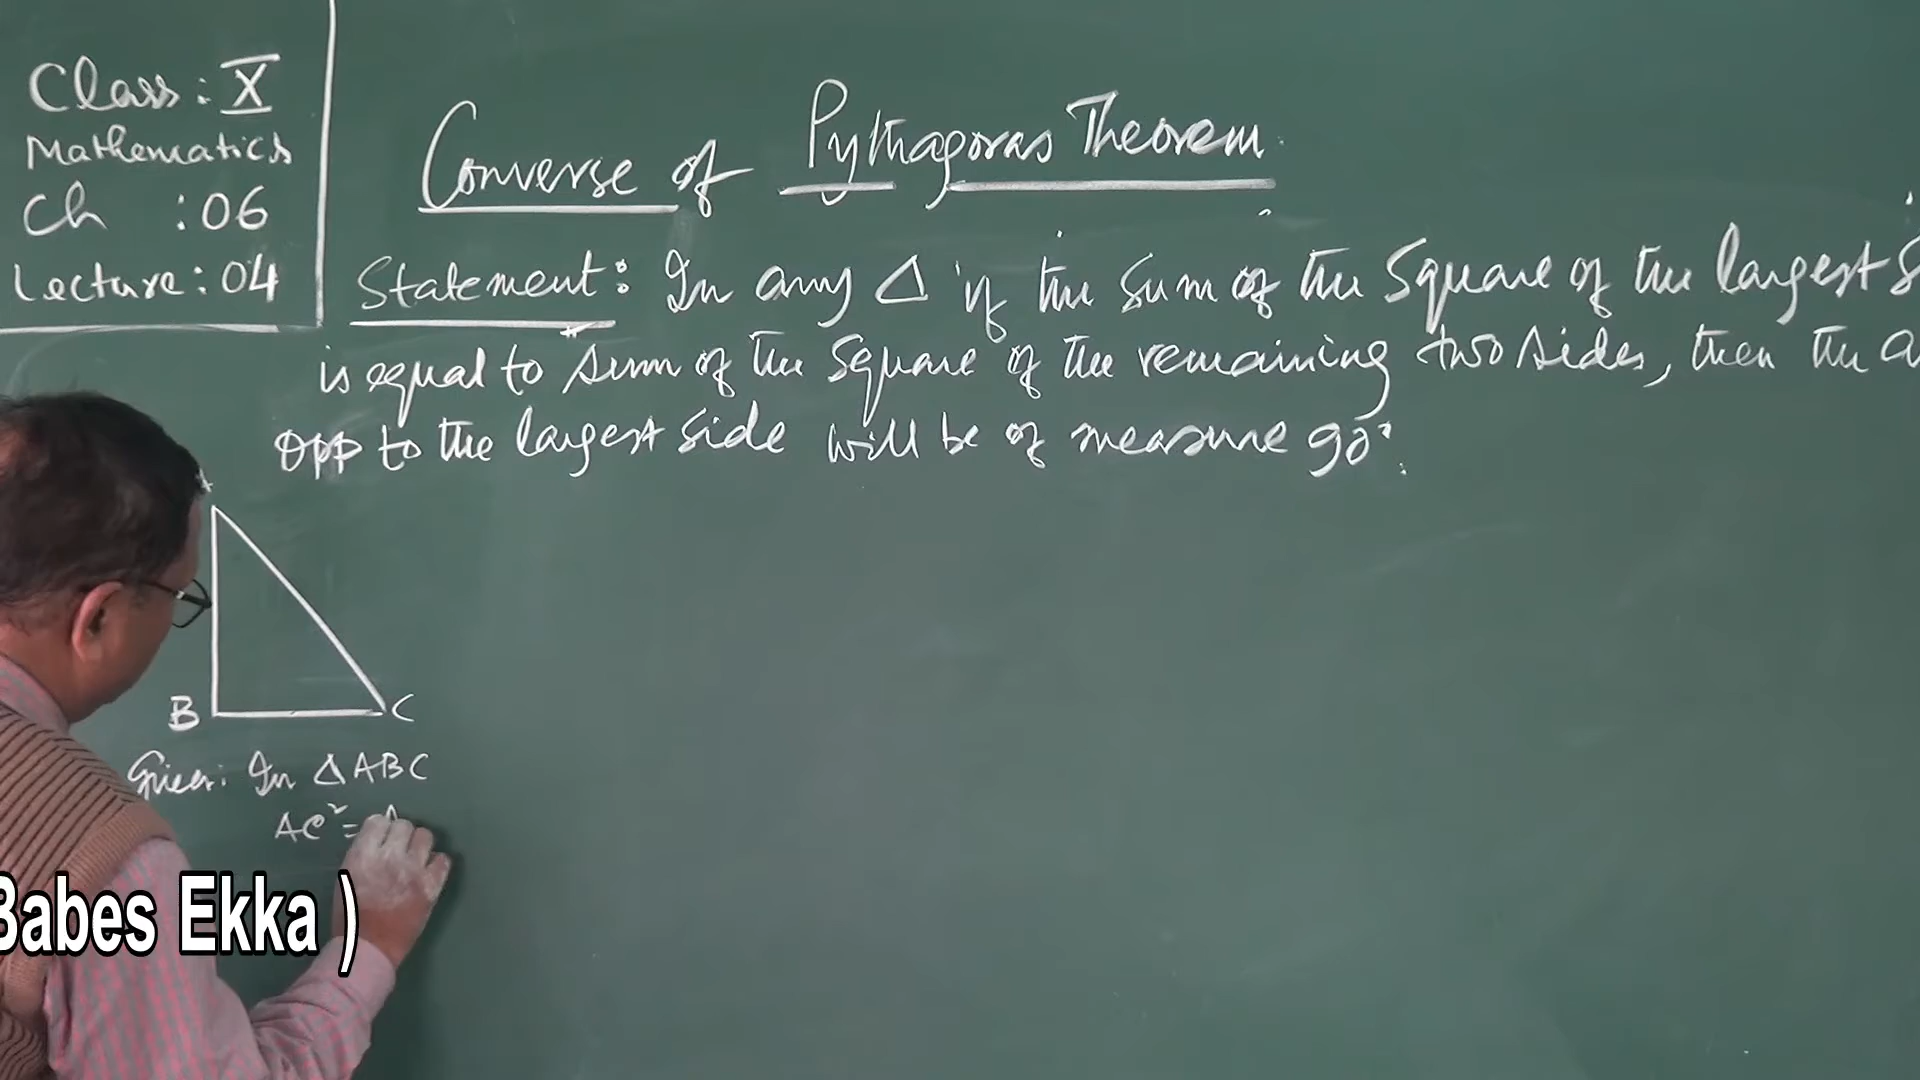 Class: X
Mathematics
Ch : 06
Lecture: 04
Converse of Pythagoras Theorem.
Statement: In any Δ if the sum of the Square of the largest S
is equal to sum of the Square of the remaining two sides, then the a
opp to the largest side will be of measure 90°.
A
B
C
Given: In ΔABC
AC² = A
Babes Ekka )